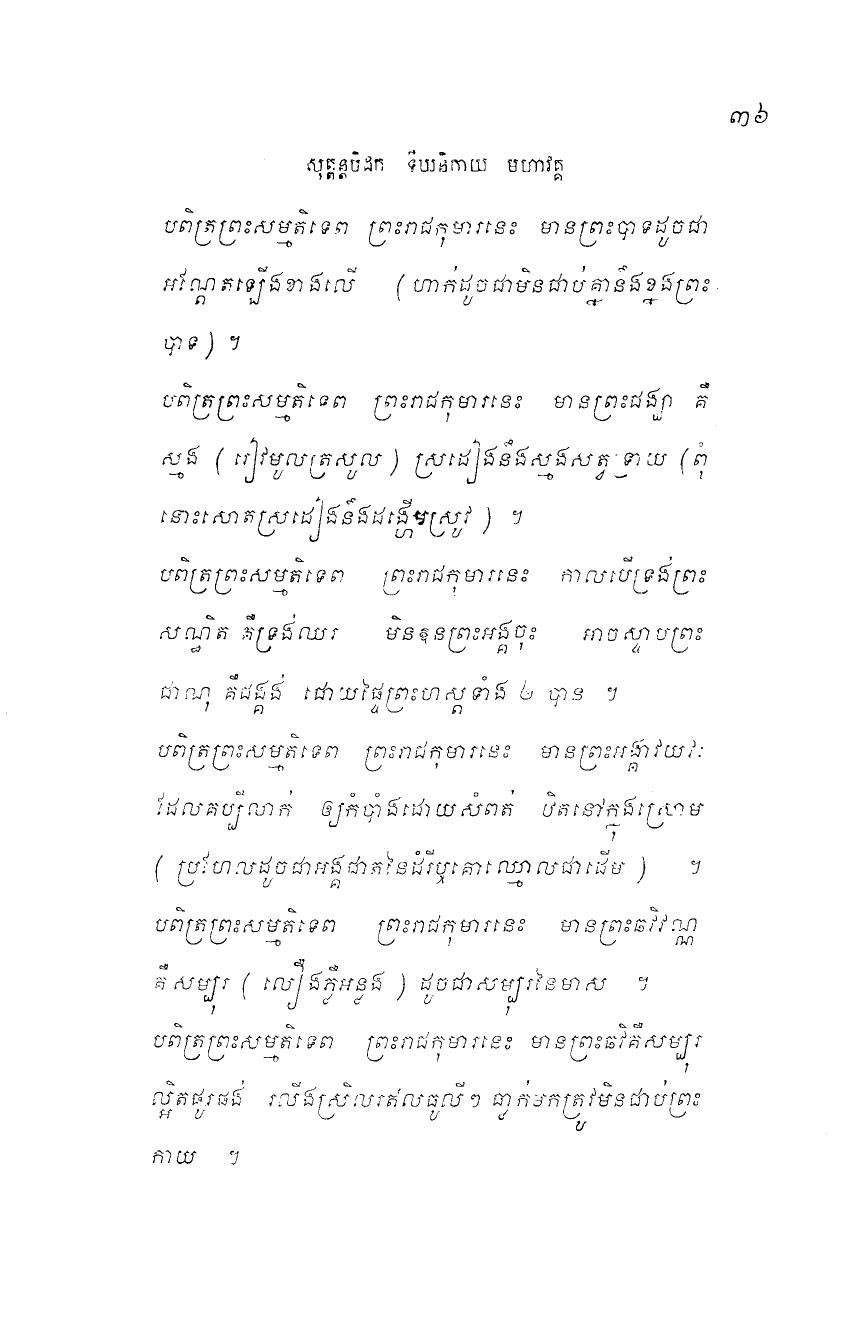 ៣៦
សុត្តន្តបិដក ទីឃនិកាយ មហាវគ្គ
បពិត្រព្រះសម្មតិទេព ព្រះរាជកុមារនេះ មានព្រះបាទដូចជា
អណ្តែតឡើងខាងលើ ( ហាក់ដូចជាមិនជាប់គ្នានឹងខ្នងព្រះ
បាទ ) ។
បពិត្រព្រះសម្មតិទេព ព្រះរាជកុមារនេះ មានព្រះជង្ឃា គឺ
ស្មង ( រៀវមូលត្រសូល ) ស្រដៀងនឹងស្មងសត្វទ្រាយ ( ពុំ
នោះសោតស្រដៀងនឹងដង្ហើមស្រូវ ) ។
បពិត្រព្រះសម្មតិទេព ព្រះរាជកុមារនេះ កាលបើទ្រង់ព្រះ
សណ្ឋិត គឺទ្រង់ឈរ មិនឱនព្រះអង្គចុះ អាចស្ទាបព្រះ
ជាណុ គឺជង្គង់ ដោយផ្ទៃព្រះហស្តទាំង ២ បាន ។
បពិត្រព្រះសម្មតិទេព ព្រះរាជកុមារនេះ មានព្រះអង្គាវយវៈ
ដែលគប្បីលាក់ ឲ្យកំបាំងដោយសំពត់ ឋិតនៅក្នុងស្រោម
( ប្រហែលដូចជាអង្គជាតនៃដំរីឬគោឈ្មោលជាដើម ) ។
បពិត្រព្រះសម្មតិទេព ព្រះរាជកុមារនេះ មានព្រះឆវិវណ្ណ
គឺសម្បុរ ( លឿងភ្លឺអន្លង ) ដូចជាសម្បុរនៃមាស ។
បពិត្រព្រះសម្មតិទេព ព្រះរាជកុមារនេះ មានព្រះឆវិគឺសម្បុរ
ល្អិតផូរផង់ រលើងស្រិលរឥលធូលីៗ ធ្លាក់មកត្រូវមិនជាប់ព្រះ
កាយ ។